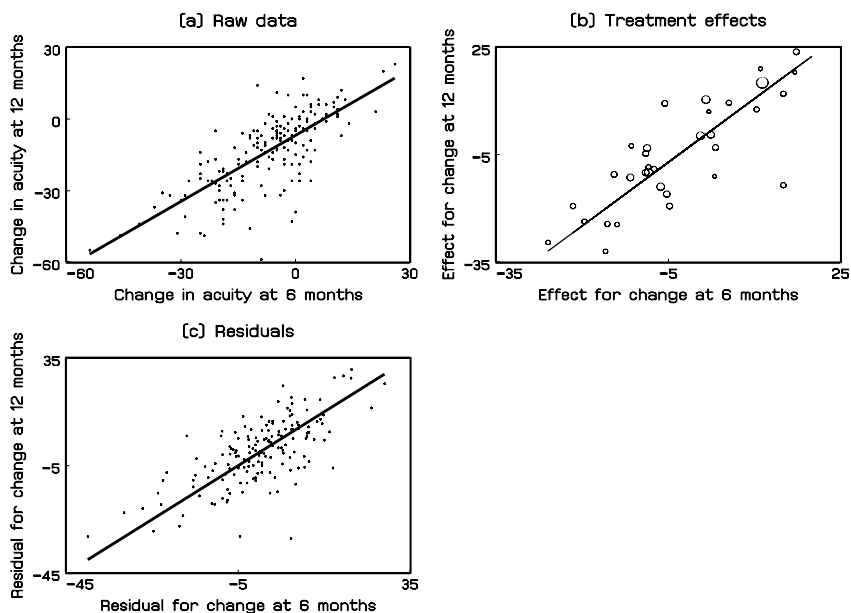 (a) Raw data
Change in acuity at 12 months
30
0
−30
−60
−60
−30
0
30
Change in acuity at 6 months
(b) Treatment effects
Effect for change at 12 months
25
−5
−35
−35
−5
25
Effect for change at 6 months
(c) Residuals
Residual for change at 12 months
35
−5
−45
−45
−5
35
Residual for change at 6 months